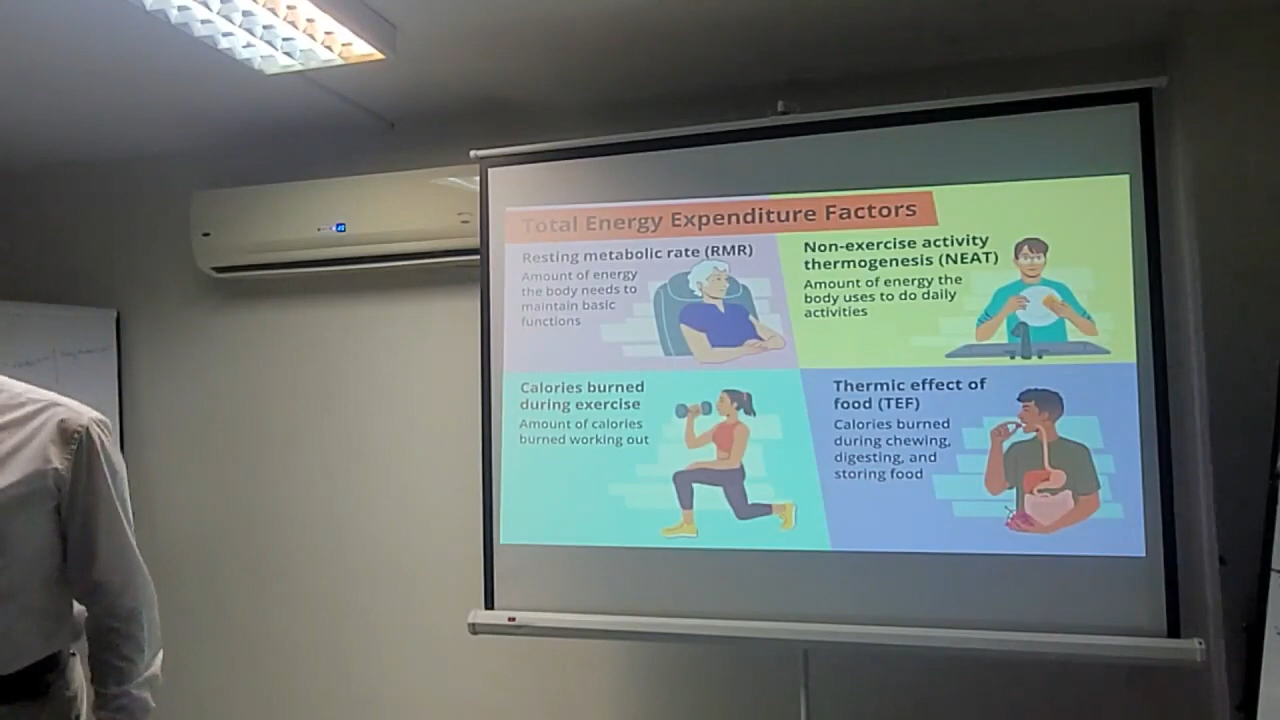 Total Energy Expenditure Factors
Resting metabolic rate (RMR)
Amount of energy
the body needs to
maintain basic
functions
Non-exercise activity
thermogenesis (NEAT)
Amount of energy the
body uses to do daily
activities
Calories burned
during exercise
Amount of calories
burned working out
Thermic effect of
food (TEF)
Calories burned
during chewing,
digesting, and
storing food